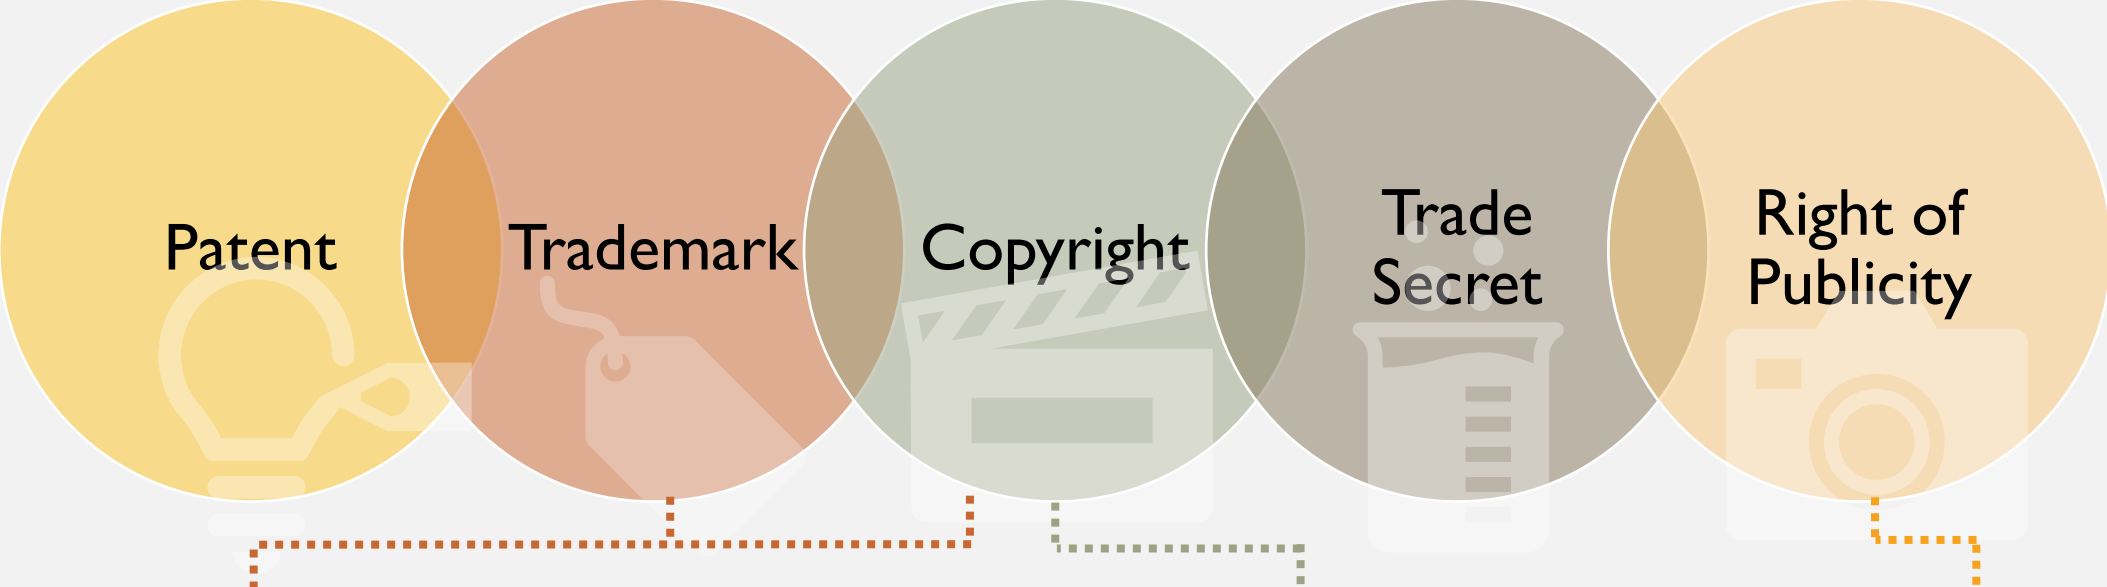 Patent
Trademark
Copyright
Trade
Secret
Right of
Publicity